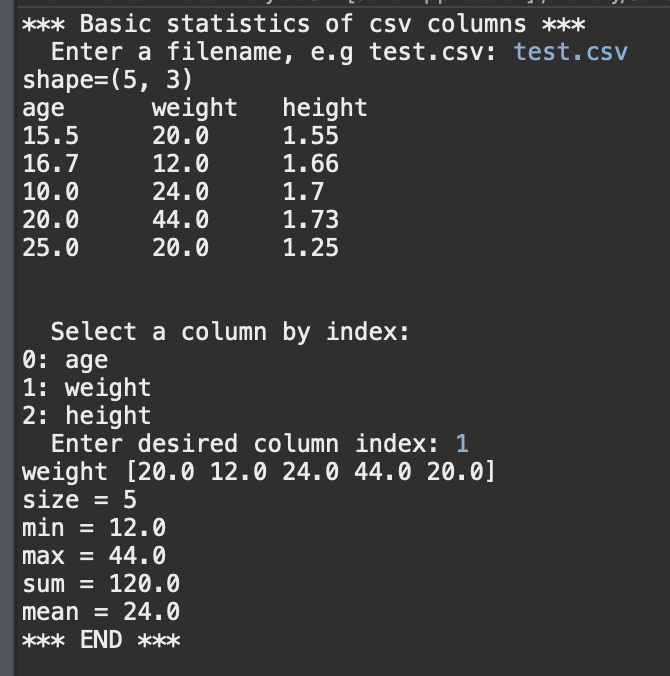 *** Basic statistics of csv columns ***
Enter a filename, e.g test.csv: test.csv
shape=(5, 3)
age weight height
15.5 20.0 1.55
16.7 12.0 1.66
10.0 24.0 1.7
20.0 44.0 1.73
25.0 20.0 1.25
Select a column by index:
0: age
1: weight
2: height
Enter desired column index: 1
weight [20.0 12.0 24.0 44.0 20.0]
size = 5
min = 12.0
max = 44.0
sum = 120.0
mean = 24.0
*** END ***